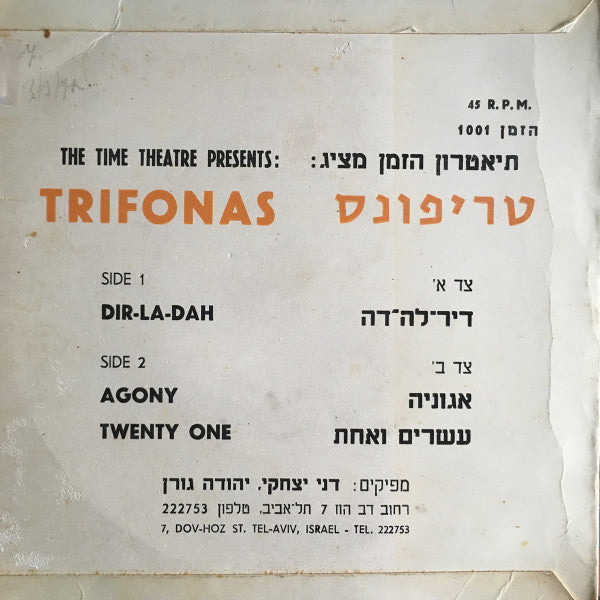 45 R.P.M.
הזמן 1001
THE TIME THEATRE PRESENTS: תיאטרון הזמן מציג:
TRIFONAS טריפונס
SIDE 1 צד א'
DIR-LA-DAH דיר־לה־דה
SIDE 2 צד ב'
AGONY אגוניה
TWENTY ONE עשרים ואחת
מפיקים: דני יצחקי, יהודה גורן
רחוב דב הוז 7 תל־אביב, טלפון 222753
7, DOV-HOZ ST. TEL-AVIV, ISRAEL - TEL. 222753